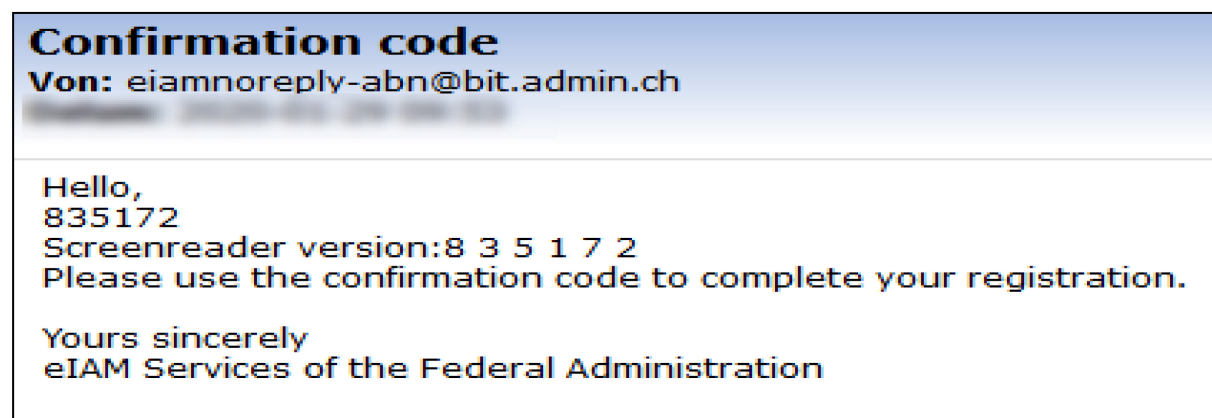 Confirmation code
Von: eiamnoreply-abn@bit.admin.ch
Hello,
835172
Screenreader version:8 3 5 1 7 2
Please use the confirmation code to complete your registration.
Yours sincerely
eIAM Services of the Federal Administration